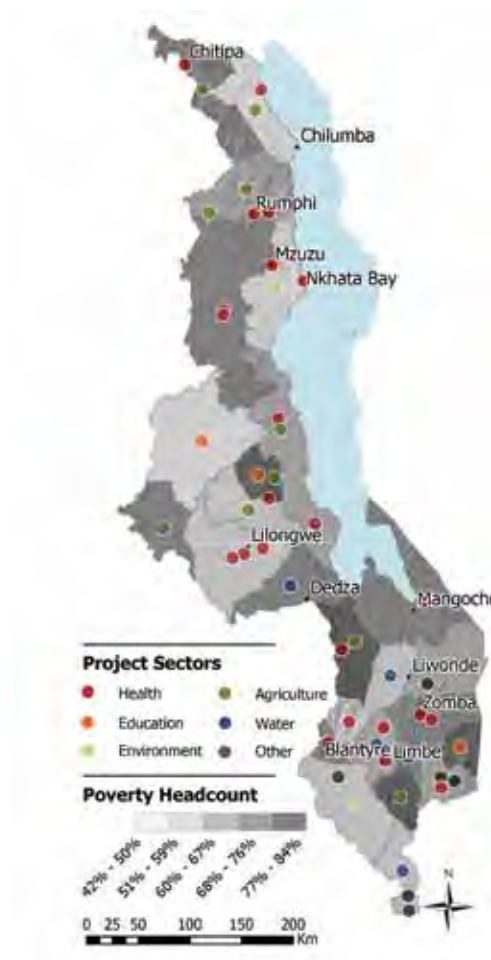 Chitipa
Chilumba
Rumphi
Mzuzu
Nkhata Bay
Lilongwe
Dedza
Mangoche
Liwonde
Zomba
Blantyre Limbe
Project Sectors
Health
Agriculture
Education
Water
Environment
Other
Poverty Headcount
42% - 50%
51% - 59%
60% - 67%
68% - 76%
77% - 84%
N
0 25 50 100 150 200
Km